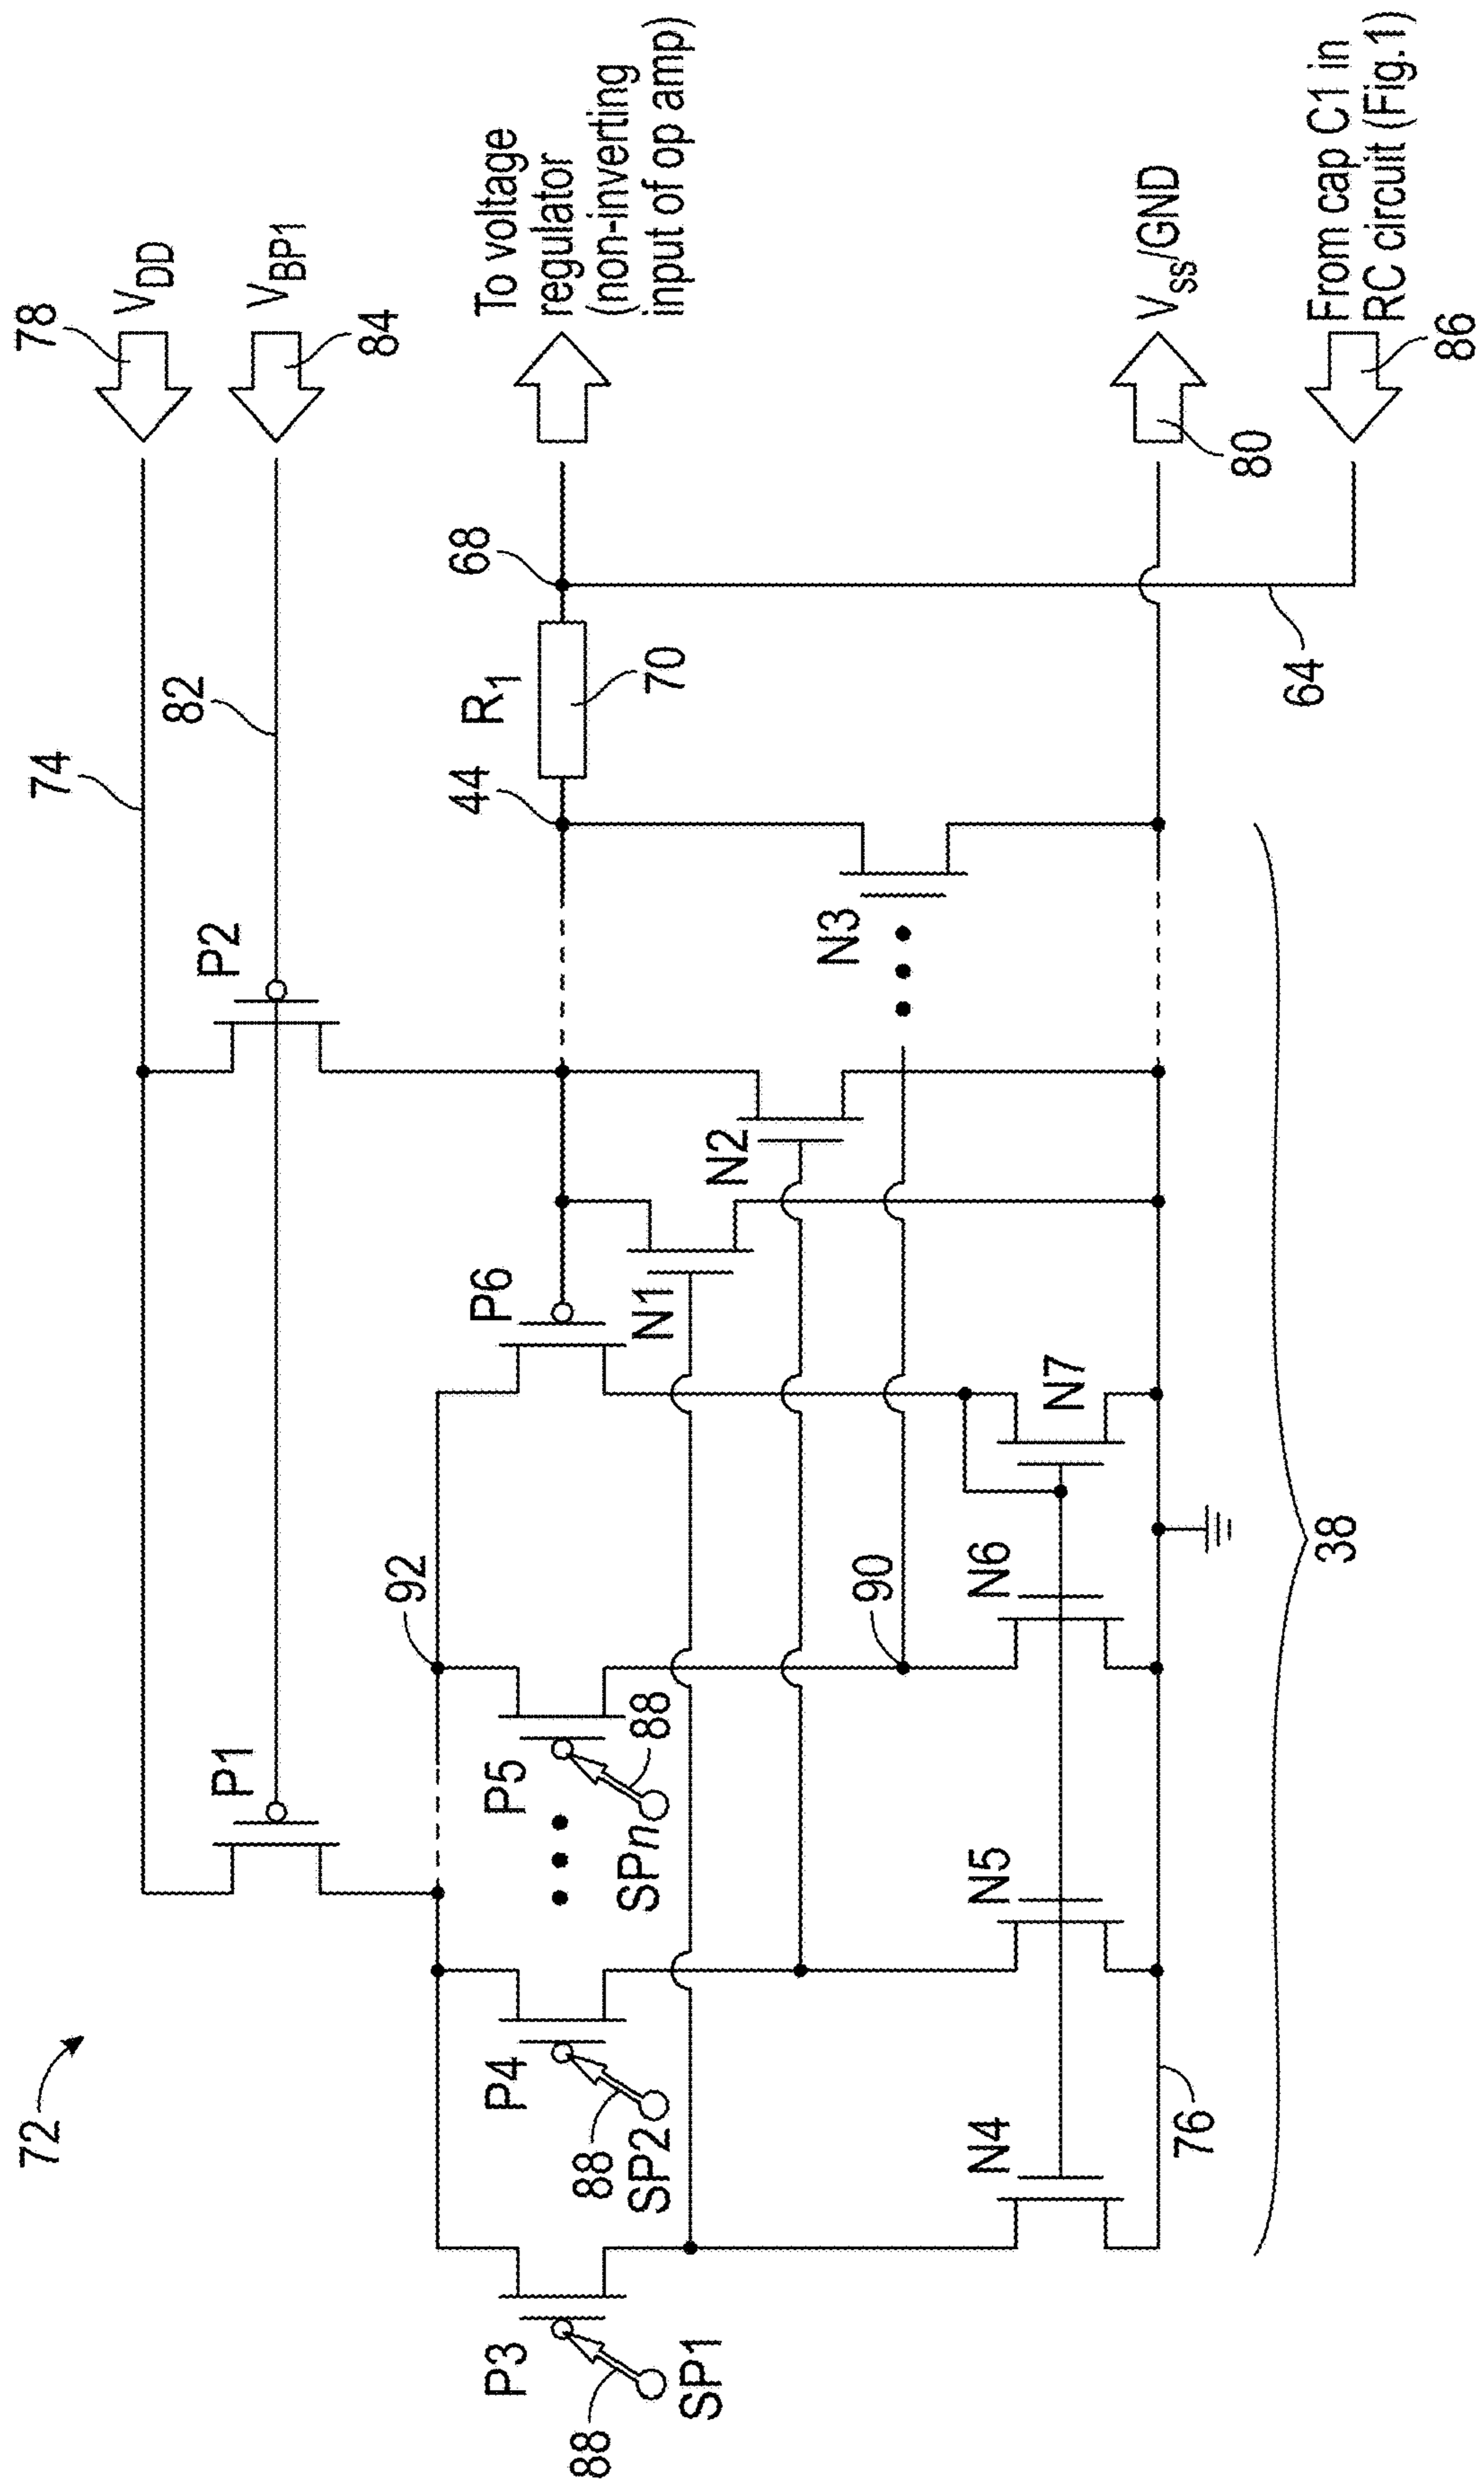 72
74
78
VDD
82
84
VBP1
P1
P2
92
P6
44
R1
70
68
To voltage
regulator
(non-inverting
input of op amp)
P3
88
SP1
P4
88
SP2
P5
88
SPn
N1
N2
N3
90
N4
N5
N6
N7
76
38
64
80
Vss/GND
86
From cap C1 in
RC circuit (Fig.1)